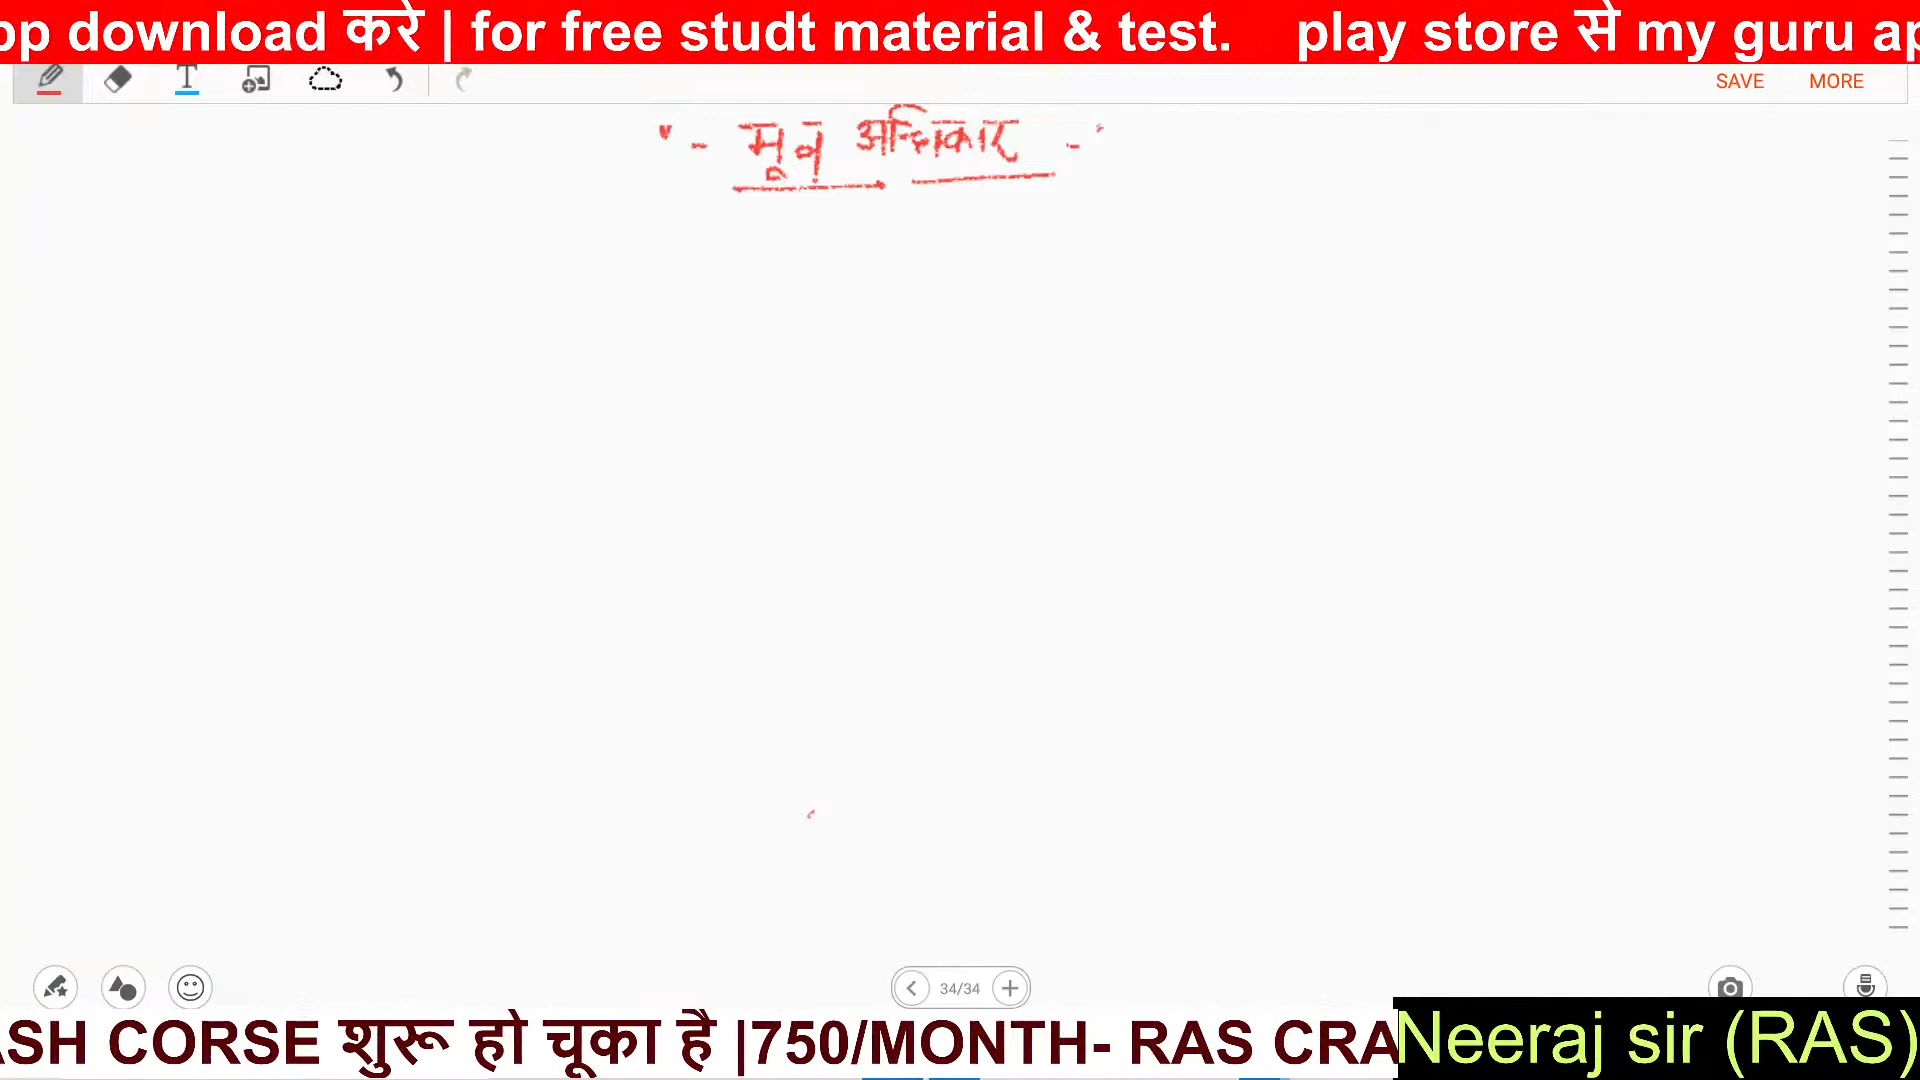 pp download करे | for free studt material & test. play store से my guru ap
T SAVE MORE
"- मूल अधिकार -"
34/34
ASH CORSE शुरू हो चूका है |750/MONTH- RAS CRA
Neeraj sir (RAS)